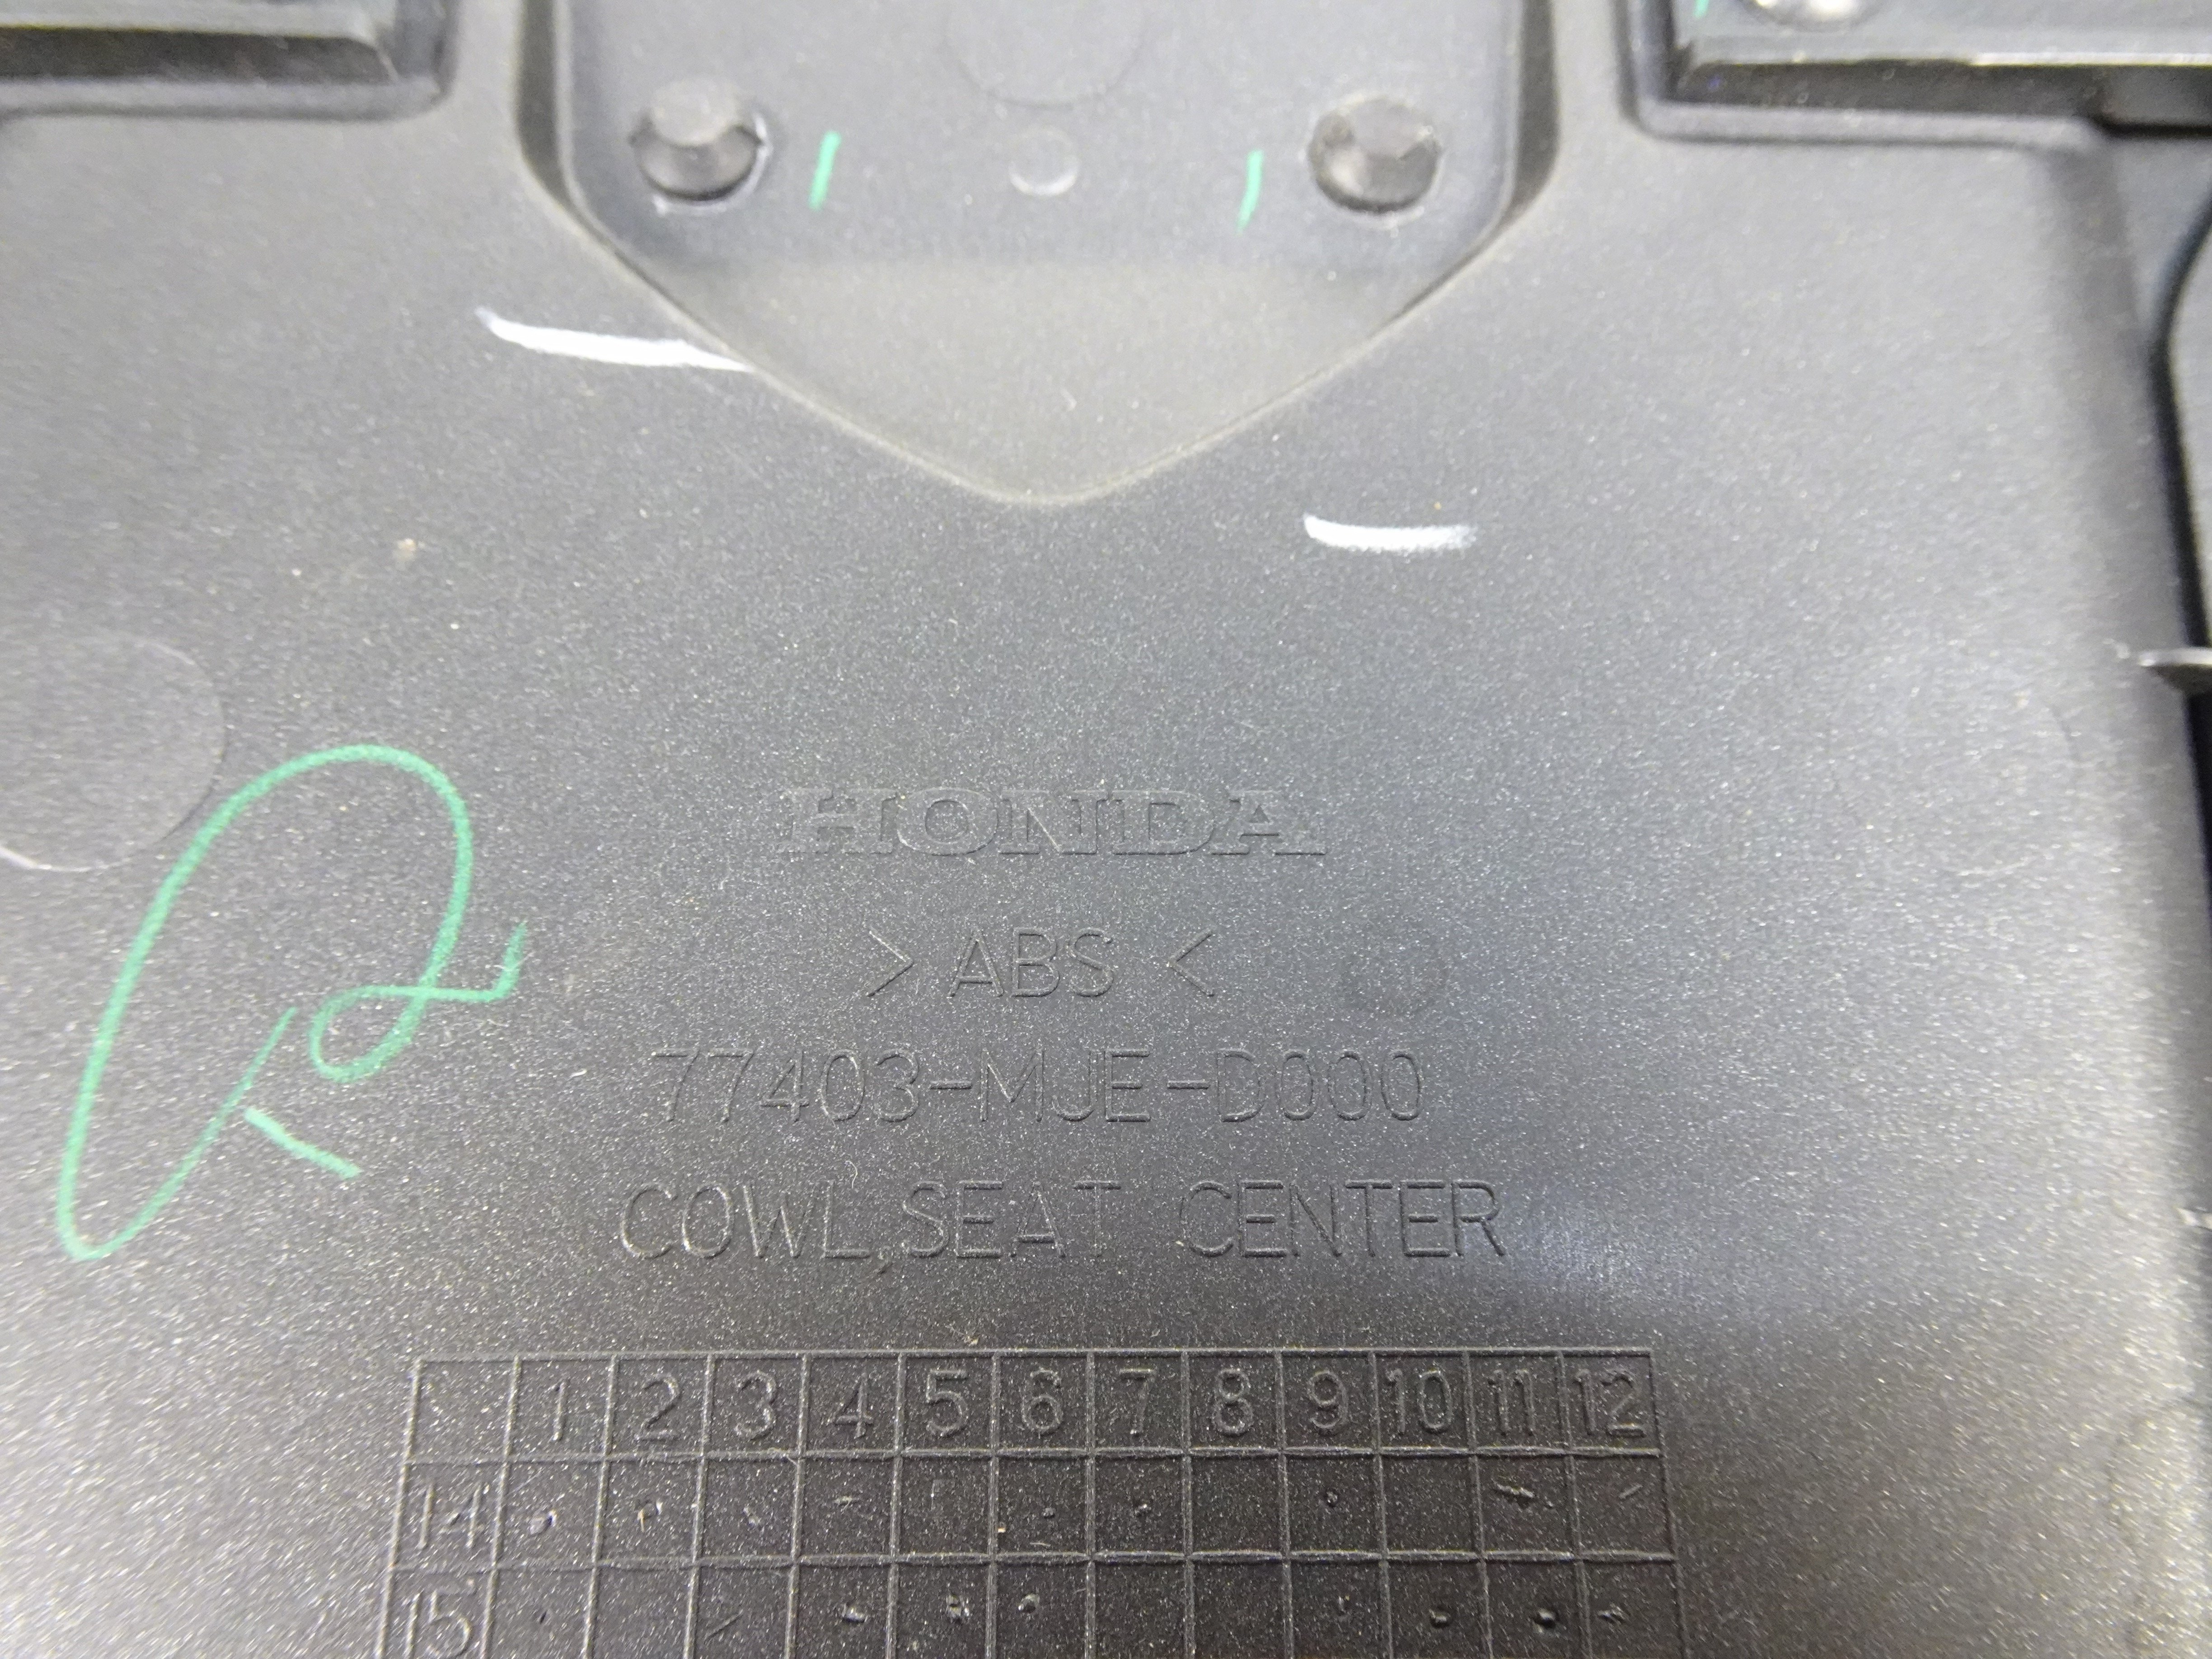 HONDA
>ABS<
77403-MJE-D000
COWL,SEAT CENTER
1 2 3 4 5 6 7 8 9 10 11 12
14
15